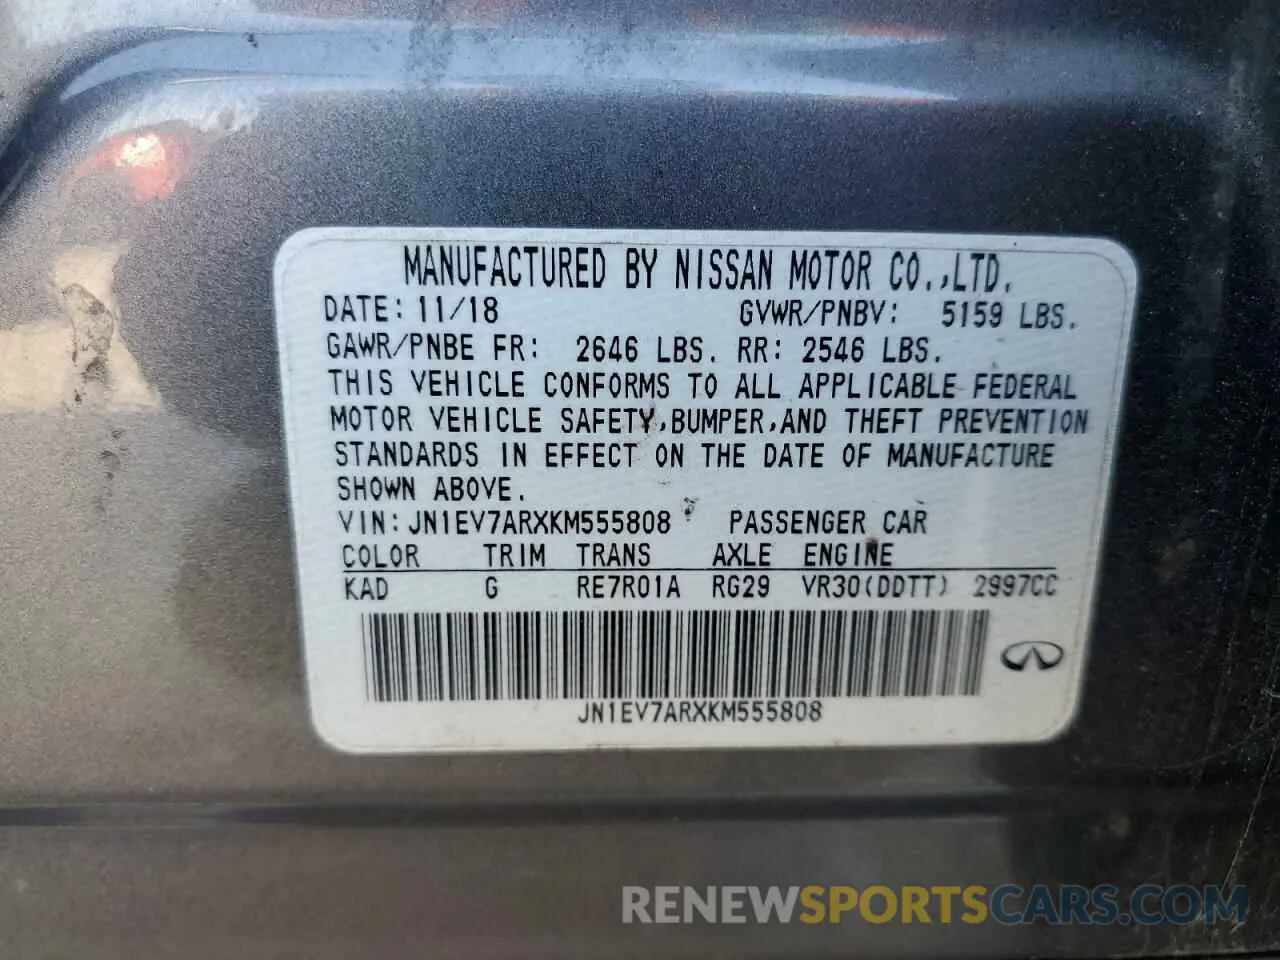 MANUFACTURED BY NISSAN MOTOR CO.,LTD.
DATE: 11/18 GVWR/PNBV: 5159 LBS.
GAWR/PNBE FR: 2646 LBS. RR: 2546 LBS.
THIS VEHICLE CONFORMS TO ALL APPLICABLE FEDERAL
MOTOR VEHICLE SAFETY,BUMPER,AND THEFT PREVENTION
STANDARDS IN EFFECT ON THE DATE OF MANUFACTURE
SHOWN ABOVE.
VIN: JN1EV7ARXKM555808 PASSENGER CAR
COLOR TRIM TRANS AXLE ENGINE
KAD G RE7R01A RG29 VR30(DDTT) 2997CC
JN1EV7ARXKM555808
RENEWSPORTSCARS.COM